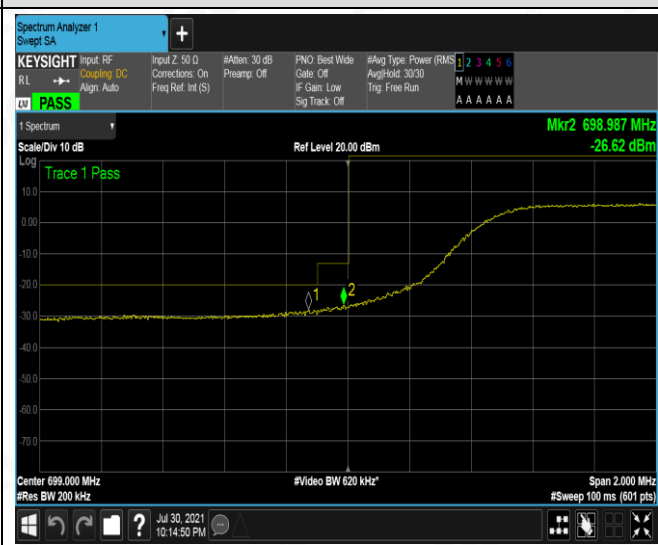 Spectrum Analyzer 1
Swept SA
+
KEYSIGHT
RL
LXI PASS
Input: RF
Coupling: DC
Align: Auto
Input Z: 50 Ω
Corrections: On
Freq Ref: Int (S)
#Atten: 30 dB
Preamp: Off
PNO: Best Wide
Gate: Off
IF Gain: Low
Sig Track: Off
#Avg Type: Power (RMS
Avg|Hold: 30/30
Trig: Free Run
1 2 3 4 5 6
M W W W W W
A A A A A A
1 Spectrum
Mkr2 698.987 MHz
Scale/Div 10 dB
Ref Level 20.00 dBm
-26.62 dBm
Log
Trace 1 Pass
10.0
0.00
-10.0
-20.0
1
2
-30.0
-40.0
-50.0
-60.0
-70.0
Center 699.000 MHz
#Video BW 620 kHz*
Span 2.000 MHz
#Res BW 200 kHz
#Sweep 100 ms (601 pts)
?
Jul 30, 2021
10:14:50 PM